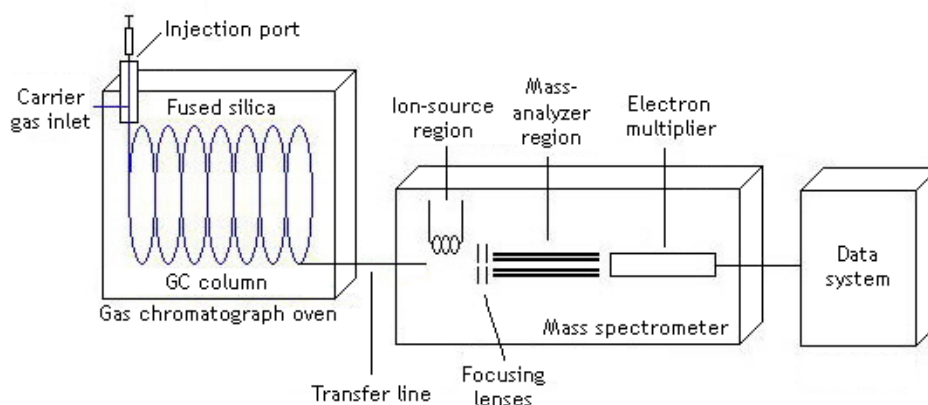 Injection port
Carrier
gas inlet
Fused silica
GC column
Gas chromatograph oven
Transfer line
Ion-source
region
Mass-
analyzer
region
Electron
multiplier
Focusing
lenses
Mass spectrometer
Data
system